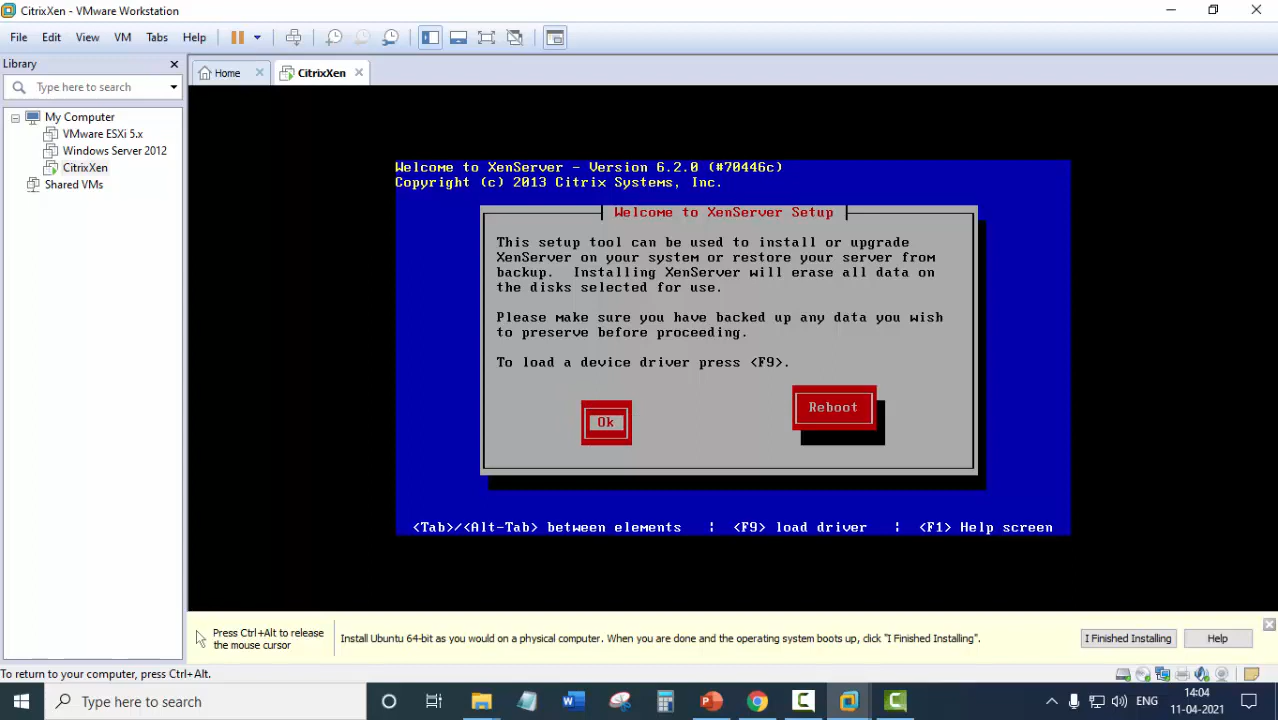 CitrixXen - VMware Workstation
File Edit View VM Tabs Help
Library
Type here to search
My Computer
VMware ESXi 5.x
Windows Server 2012
CitrixXen
Shared VMs
Home
CitrixXen
Welcome to XenServer - Version 6.2.0 (#70446c)
Copyright (c) 2013 Citrix Systems, Inc.
Welcome to XenServer Setup
This setup tool can be used to install or upgrade
XenServer on your system or restore your server from
backup.  Installing XenServer will erase all data on
the disks selected for use.
Please make sure you have backed up any data you wish
to preserve before proceeding.
To load a device driver press <F9>.
Ok
Reboot
<Tab>/<Alt-Tab> between elements | <F9> load driver | <F1> Help screen
Press Ctrl+Alt to release
the mouse cursor
Install Ubuntu 64-bit as you would on a physical computer. When you are done and the operating system boots up, click "I Finished Installing".
I Finished Installing
Help
To return to your computer, press Ctrl+Alt.
Type here to search
ENG
14:04
11-04-2021